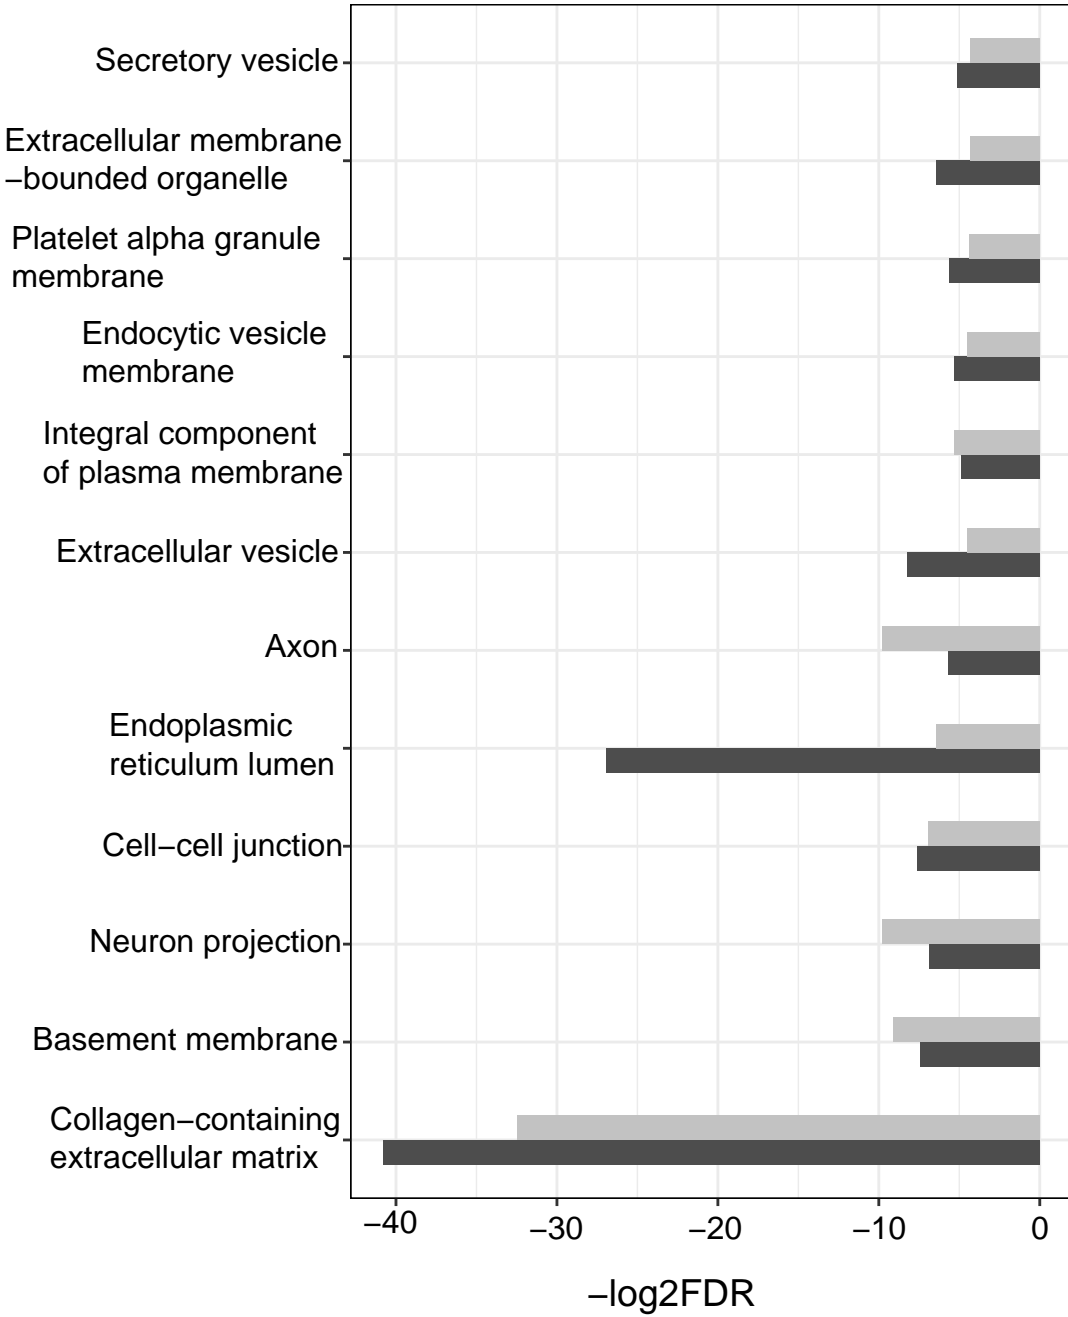 Secretory vesicle
Extracellular membrane
−bounded organelle
Platelet alpha granule
membrane
Endocytic vesicle
membrane
Integral component
of plasma membrane
Extracellular vesicle
Axon
Endoplasmic
reticulum lumen
Cell−cell junction
Neuron projection
Basement membrane
Collagen−containing
extracellular matrix
−40 −30 −20 −10 0
−log2FDR